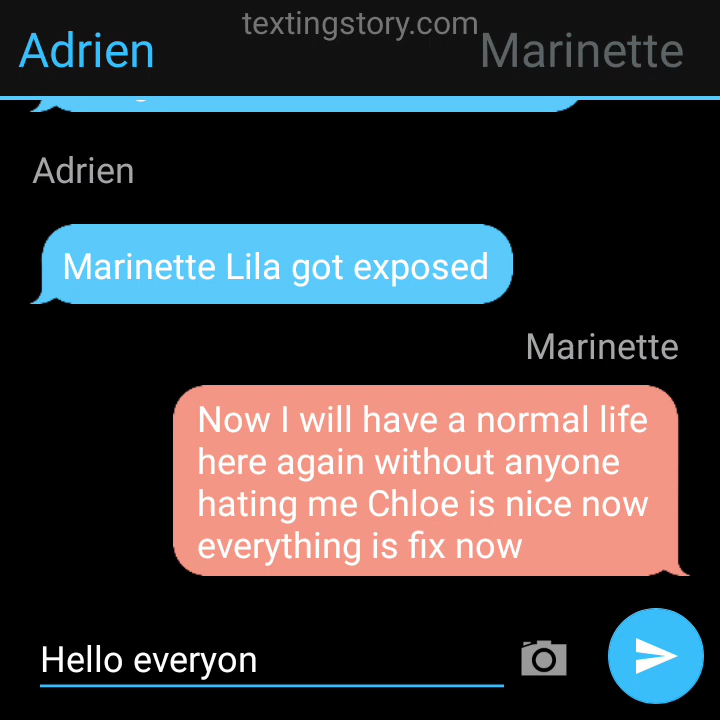 textingstory.com
Adrien
Marinette
Adrien
Marinette Lila got exposed
Marinette
Now I will have a normal life
here again without anyone
hating me Chloe is nice now
everything is fix now
Hello everyon